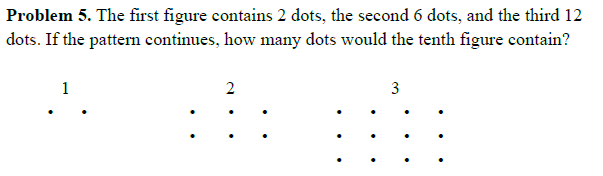 Problem 5. The first figure contains 2 dots, the second 6 dots, and the third 12
dots. If the pattern continues, how many dots would the tenth figure contain?
1 2 3